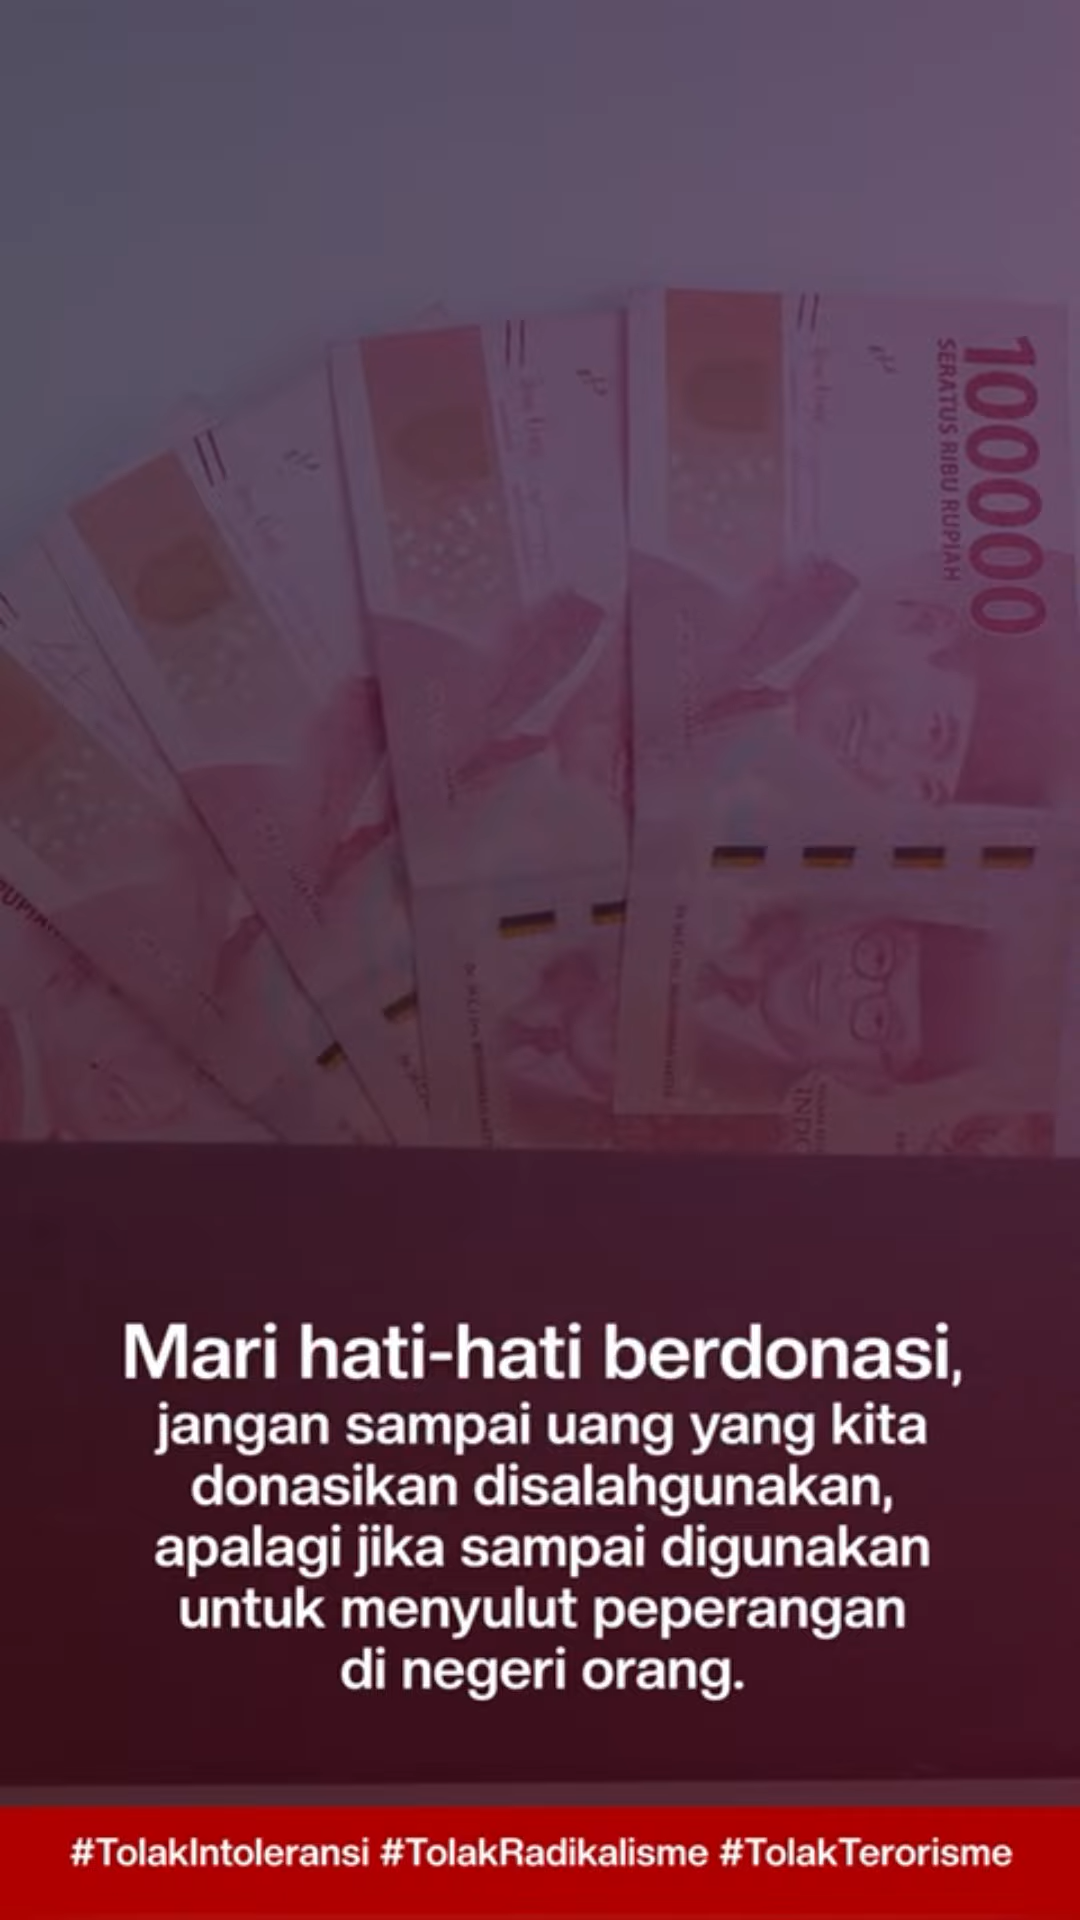 100000
SERATUS RIBU RUPIAH
Mari hati-hati berdonasi,
jangan sampai uang yang kita
donasikan disalahgunakan,
apalagi jika sampai digunakan
untuk menyulut peperangan
di negeri orang.
#TolakIntoleransi #TolakRadikalisme #TolakTerorisme